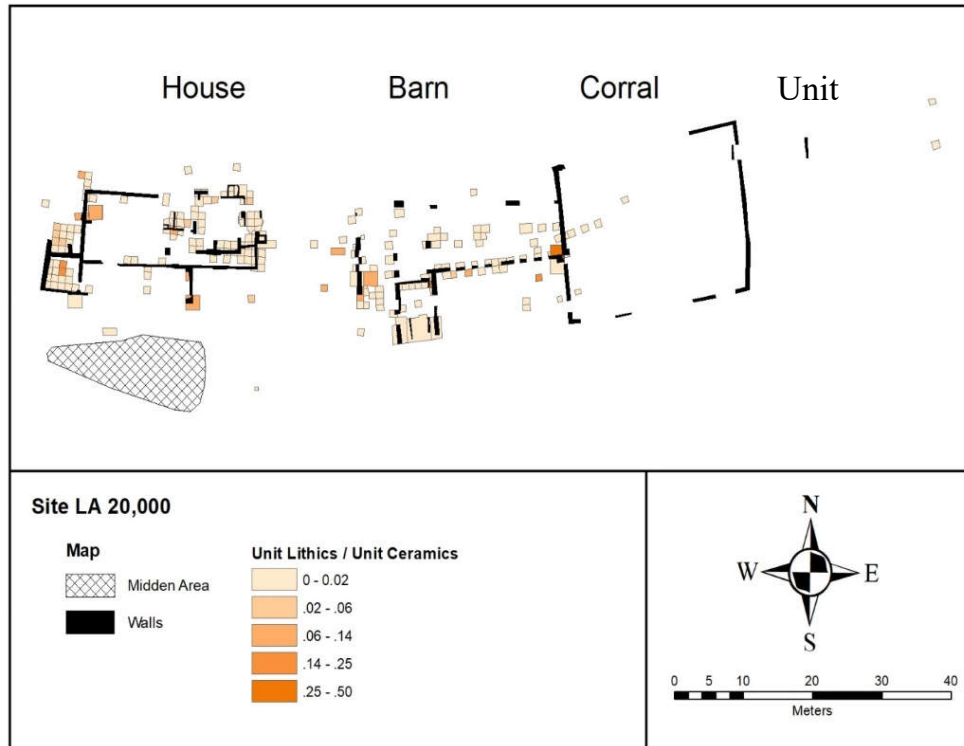 House Barn Corral Unit
Site LA 20,000
Map
Midden Area
Walls
Unit Lithics / Unit Ceramics
0 - 0.02
.02 - .06
.06 - .14
.14 - .25
.25 - .50
N
W E
S
0 5 10 20 30 40
Meters